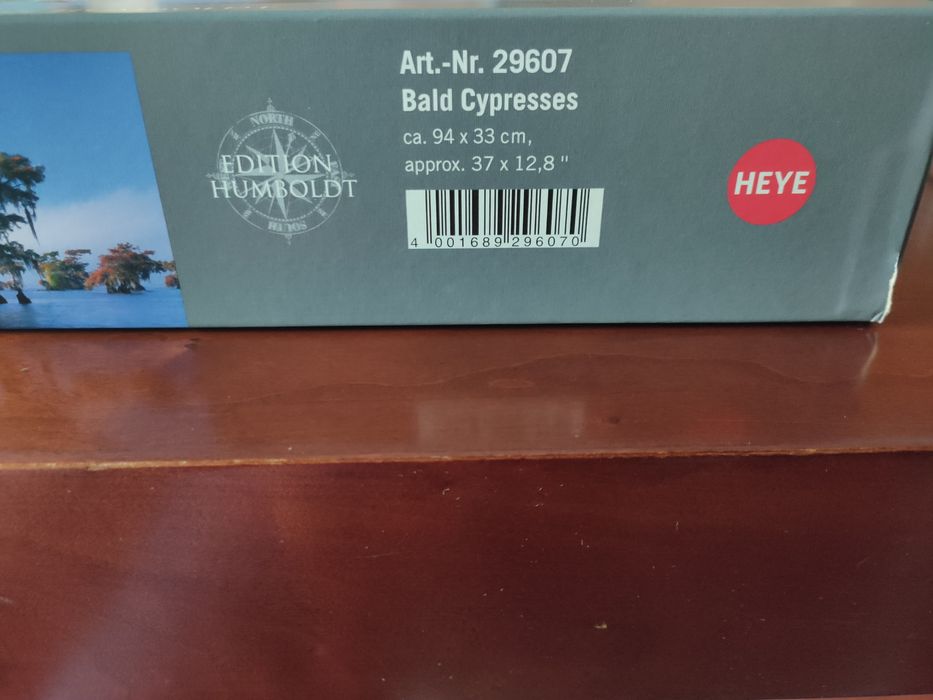 NORTH
EDITION
HUMBOLDT
SOUTH
Art.-Nr. 29607
Bald Cypresses
ca. 94 x 33 cm,
approx. 37 x 12,8 "
4 001689 296070
HEYE